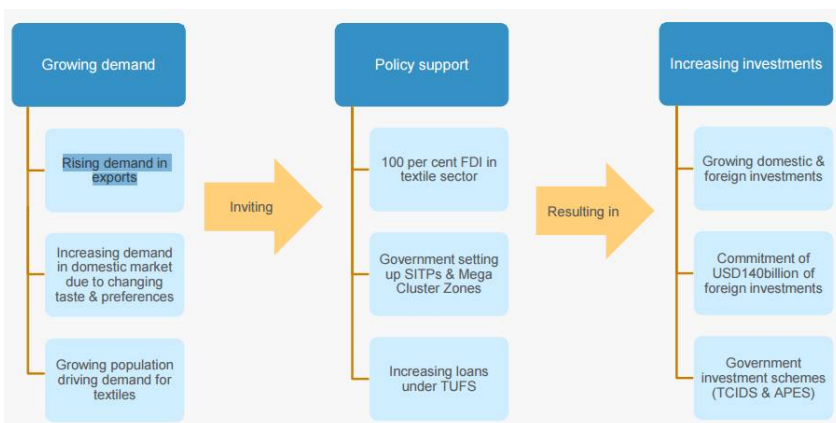 Growing demand
Rising demand in
exports
Increasing demand
in domestic market
due to changing
taste & preferences
Growing population
driving demand for
textiles
Inviting
Policy support
100 per cent FDI in
textile sector
Government setting
up SITPs & Mega
Cluster Zones
Increasing loans
under TUFS
Resulting in
Increasing investments
Growing domestic &
foreign investments
Commitment of
USD140billion of
foreign investments
Government
investment schemes
(TCIDS & APES)